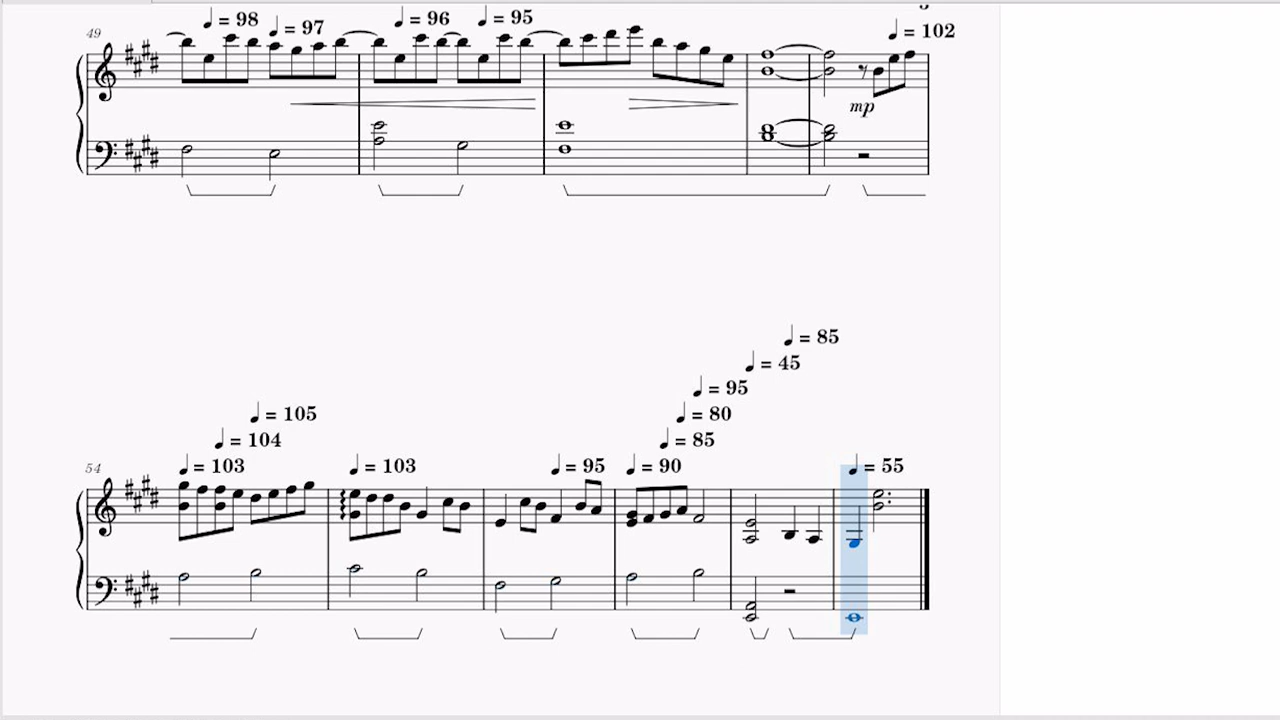 ♩ = 98 ♩ = 97 ♩ = 96 ♩ = 95 ♩ = 102
49
mp
♩ = 85
♩ = 45
♩ = 95
♩ = 105 ♩ = 80
♩ = 104 ♩ = 85
54 ♩ = 103 ♩ = 103 ♩ = 95 ♩ = 90 ♩ = 55